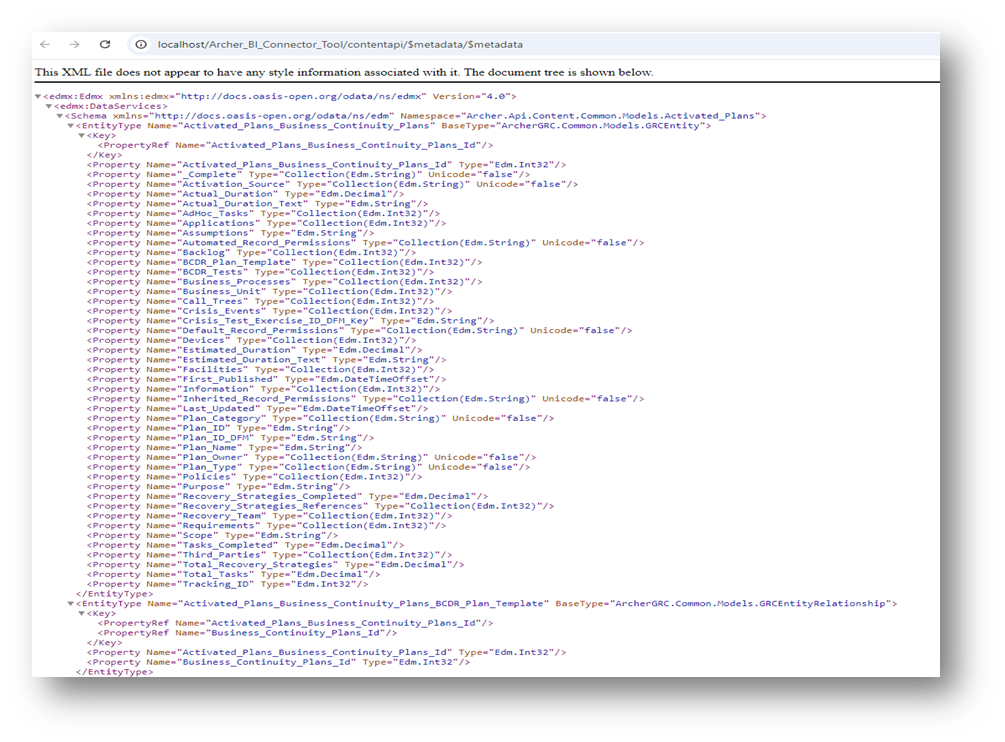 localhost/Archer_BI_Connector_Tool/contentapi/$metadata/$metadata
This XML file does not appear to have any style information associated with it. The document tree is shown below.
▼<edmx:Edmx xmlns:edmx="http://docs.oasis-open.org/odata/ns/edmx" Version="4.0">
▼<edmx:DataServices>
▼<Schema xmlns="http://docs.oasis-open.org/odata/ns/edm" Namespace="Archer.Api.Content.Common.Models.Activated_Plans">
▼<EntityType Name="Activated_Plans_Business_Continuity_Plans" BaseType="ArcherGRC.Common.Models.GRCEntity">
▼<Key>
<PropertyRef Name="Activated_Plans_Business_Continuity_Plans_Id"/>
</Key>
<Property Name="Activated_Plans_Business_Continuity_Plans_Id" Type="Edm.Int32"/>
<Property Name="_Complete" Type="Collection(Edm.String)" Unicode="false"/>
<Property Name="Activation_Source" Type="Collection(Edm.String)" Unicode="false"/>
<Property Name="Actual_Duration" Type="Edm.Decimal"/>
<Property Name="Actual_Duration_Text" Type="Edm.String"/>
<Property Name="AdHoc_Tasks" Type="Collection(Edm.Int32)"/>
<Property Name="Applications" Type="Collection(Edm.Int32)"/>
<Property Name="Assumptions" Type="Edm.String"/>
<Property Name="Automated_Record_Permissions" Type="Collection(Edm.String)" Unicode="false"/>
<Property Name="Backlog" Type="Collection(Edm.Int32)"/>
<Property Name="BCDR_Plan_Template" Type="Collection(Edm.Int32)"/>
<Property Name="BCDR_Tests" Type="Collection(Edm.Int32)"/>
<Property Name="Business_Processes" Type="Collection(Edm.Int32)"/>
<Property Name="Business_Unit" Type="Collection(Edm.Int32)"/>
<Property Name="Call_Trees" Type="Collection(Edm.Int32)"/>
<Property Name="Crisis_Events" Type="Collection(Edm.Int32)"/>
<Property Name="Crisis_Test_Exercise_ID_DFM_Key" Type="Edm.String"/>
<Property Name="Default_Record_Permissions" Type="Collection(Edm.String)" Unicode="false"/>
<Property Name="Devices" Type="Collection(Edm.Int32)"/>
<Property Name="Estimated_Duration" Type="Edm.Decimal"/>
<Property Name="Estimated_Duration_Text" Type="Edm.String"/>
<Property Name="Facilities" Type="Collection(Edm.Int32)"/>
<Property Name="First_Published" Type="Edm.DateTimeOffset"/>
<Property Name="Information" Type="Collection(Edm.Int32)"/>
<Property Name="Inherited_Record_Permissions" Type="Collection(Edm.String)" Unicode="false"/>
<Property Name="Last_Updated" Type="Edm.DateTimeOffset"/>
<Property Name="Plan_Category" Type="Collection(Edm.String)" Unicode="false"/>
<Property Name="Plan_ID" Type="Edm.String"/>
<Property Name="Plan_ID_DFM" Type="Edm.String"/>
<Property Name="Plan_Name" Type="Edm.String"/>
<Property Name="Plan_Owner" Type="Collection(Edm.String)" Unicode="false"/>
<Property Name="Plan_Type" Type="Collection(Edm.String)" Unicode="false"/>
<Property Name="Policies" Type="Collection(Edm.Int32)"/>
<Property Name="Purpose" Type="Edm.String"/>
<Property Name="Recovery_Strategies_Completed" Type="Edm.Decimal"/>
<Property Name="Recovery_Strategies_References" Type="Collection(Edm.Int32)"/>
<Property Name="Recovery_Team" Type="Collection(Edm.Int32)"/>
<Property Name="Requirements" Type="Collection(Edm.Int32)"/>
<Property Name="Scope" Type="Edm.String"/>
<Property Name="Tasks_Completed" Type="Edm.Decimal"/>
<Property Name="Third_Parties" Type="Collection(Edm.Int32)"/>
<Property Name="Total_Recovery_Strategies" Type="Edm.Decimal"/>
<Property Name="Total_Tasks" Type="Edm.Decimal"/>
<Property Name="Tracking_ID" Type="Edm.Int32"/>
</EntityType>
▼<EntityType Name="Activated_Plans_Business_Continuity_Plans_BCDR_Plan_Template" BaseType="ArcherGRC.Common.Models.GRCEntityRelationship">
▼<Key>
<PropertyRef Name="Activated_Plans_Business_Continuity_Plans_Id"/>
<PropertyRef Name="Business_Continuity_Plans_Id"/>
</Key>
<Property Name="Activated_Plans_Business_Continuity_Plans_Id" Type="Edm.Int32"/>
<Property Name="Business_Continuity_Plans_Id" Type="Edm.Int32"/>
</EntityType>